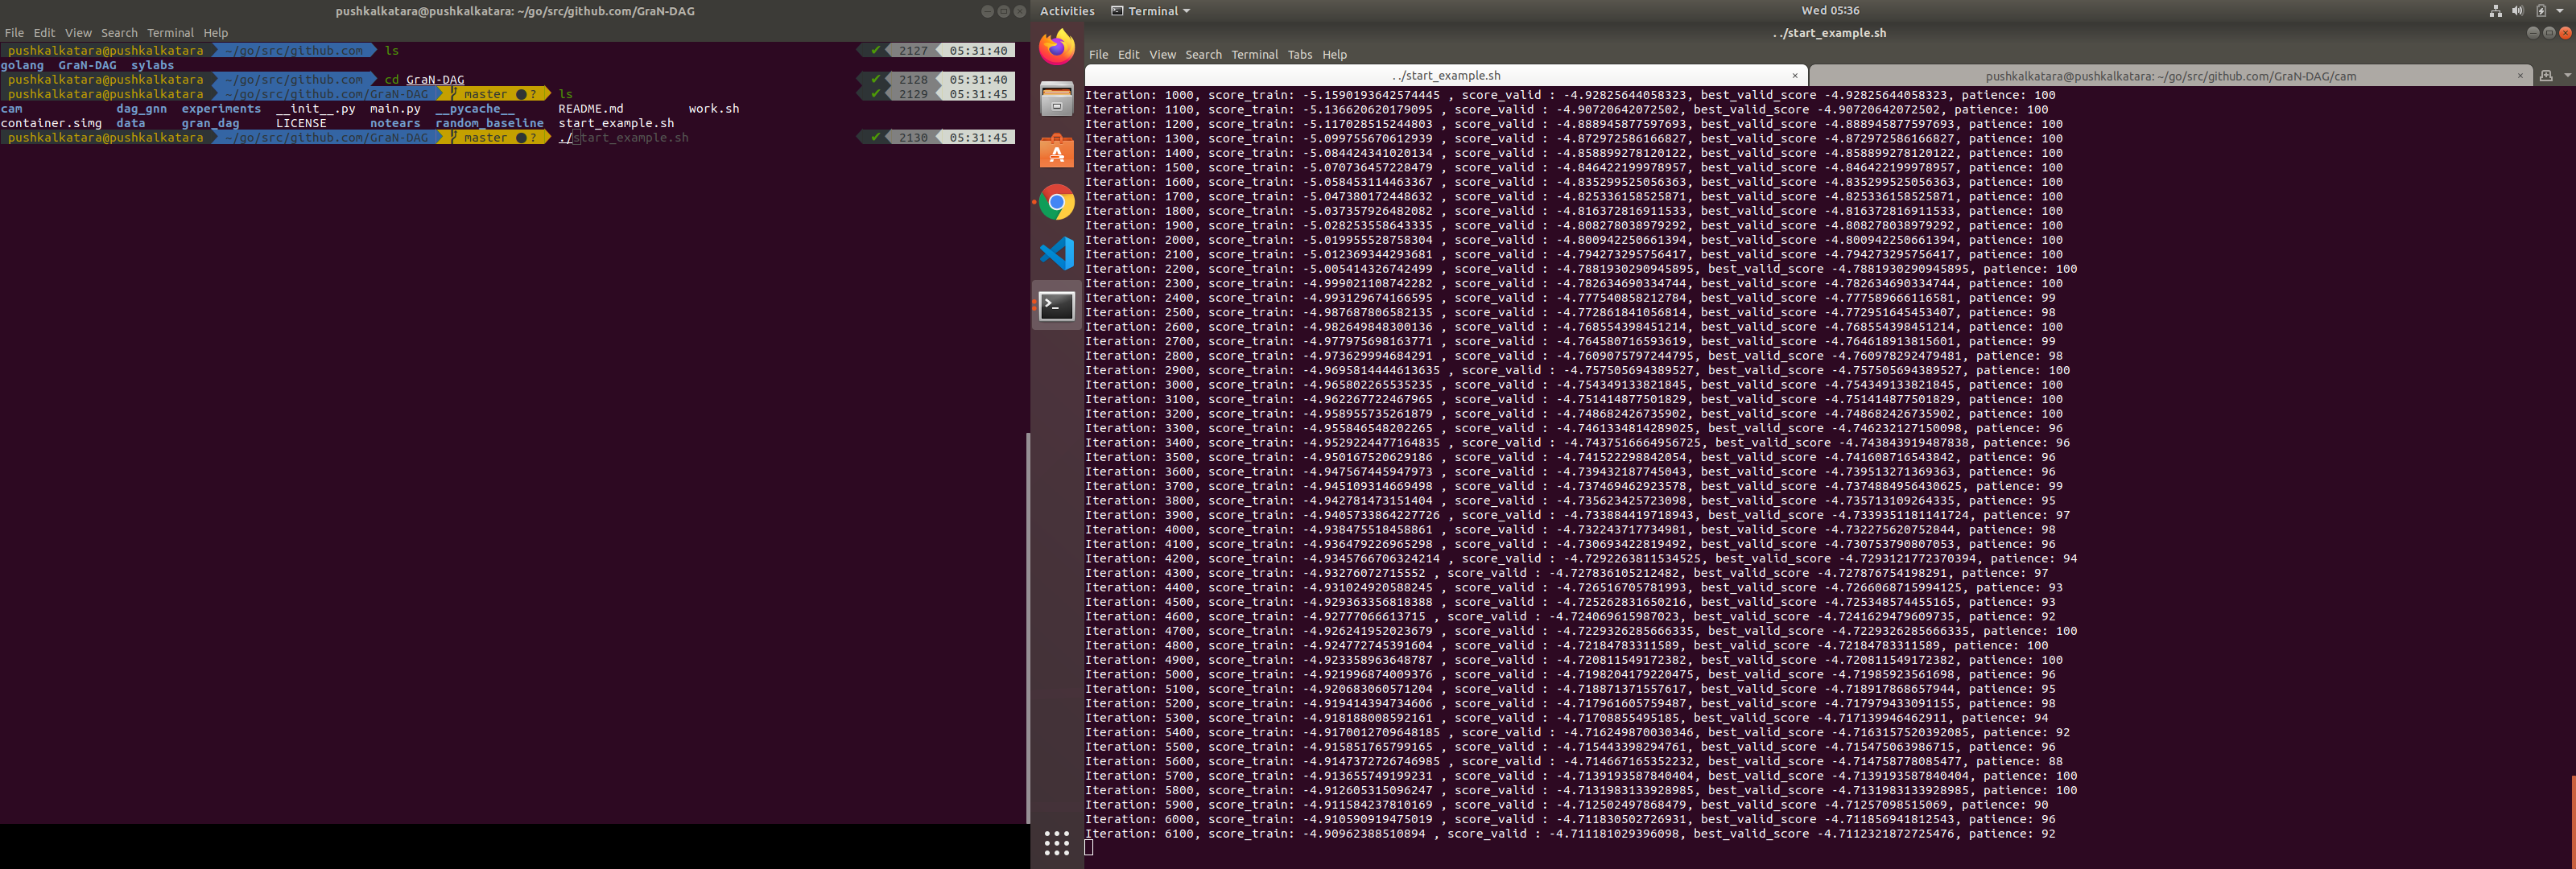 pushkalkatara@pushkalkatara: ~/go/src/github.com/GraN-DAG
File Edit View Search Terminal Help
pushkalkatara@pushkalkatara ~/go/src/github.com ls ✔ 2127 05:31:40
golang GraN-DAG sylabs
pushkalkatara@pushkalkatara ~/go/src/github.com cd GraN-DAG ✔ 2128 05:31:40
pushkalkatara@pushkalkatara ~/go/src/github.com/GraN-DAG master ●? ls ✔ 2129 05:31:45
cam dag_gnn experiments __init__.py main.py __pycache__ README.md work.sh
container.simg data gran_dag LICENSE notears random_baseline start_example.sh
pushkalkatara@pushkalkatara ~/go/src/github.com/GraN-DAG master ●? ./start_example.sh ✔ 2130 05:31:45
Activities Terminal Wed 05:36
../start_example.sh
File Edit View Search Terminal Tabs Help
../start_example.sh × pushkalkatara@pushkalkatara: ~/go/src/github.com/GraN-DAG/cam ×
Iteration: 1000, score_train: -5.1590193642574445 , score_valid : -4.92825644058323, best_valid_score -4.92825644058323, patience: 100
Iteration: 1100, score_train: -5.136620620179095 , score_valid : -4.90720642072502, best_valid_score -4.90720642072502, patience: 100
Iteration: 1200, score_train: -5.117028515244803 , score_valid : -4.888945877597693, best_valid_score -4.888945877597693, patience: 100
Iteration: 1300, score_train: -5.099755670612939 , score_valid : -4.872972586166827, best_valid_score -4.872972586166827, patience: 100
Iteration: 1400, score_train: -5.084424341020134 , score_valid : -4.858899278120122, best_valid_score -4.858899278120122, patience: 100
Iteration: 1500, score_train: -5.070736457228479 , score_valid : -4.846422199978957, best_valid_score -4.846422199978957, patience: 100
Iteration: 1600, score_train: -5.058453114463367 , score_valid : -4.835299525056363, best_valid_score -4.835299525056363, patience: 100
Iteration: 1700, score_train: -5.047380172448632 , score_valid : -4.825336158525871, best_valid_score -4.825336158525871, patience: 100
Iteration: 1800, score_train: -5.037357926482082 , score_valid : -4.816372816911533, best_valid_score -4.816372816911533, patience: 100
Iteration: 1900, score_train: -5.028253558643335 , score_valid : -4.808278038979292, best_valid_score -4.808278038979292, patience: 100
Iteration: 2000, score_train: -5.019955528758304 , score_valid : -4.800942250661394, best_valid_score -4.800942250661394, patience: 100
Iteration: 2100, score_train: -5.012369344293681 , score_valid : -4.794273295756417, best_valid_score -4.794273295756417, patience: 100
Iteration: 2200, score_train: -5.005414326742499 , score_valid : -4.7881930290945895, best_valid_score -4.7881930290945895, patience: 100
Iteration: 2300, score_train: -4.999021108742282 , score_valid : -4.782634690334744, best_valid_score -4.782634690334744, patience: 100
Iteration: 2400, score_train: -4.993129674166595 , score_valid : -4.777540858212784, best_valid_score -4.777589666116581, patience: 99
Iteration: 2500, score_train: -4.987687806582135 , score_valid : -4.772861841056814, best_valid_score -4.772951645453407, patience: 98
Iteration: 2600, score_train: -4.982649848300136 , score_valid : -4.768554398451214, best_valid_score -4.768554398451214, patience: 100
Iteration: 2700, score_train: -4.977975698163771 , score_valid : -4.764580716593619, best_valid_score -4.764618913815601, patience: 99
Iteration: 2800, score_train: -4.973629994684291 , score_valid : -4.7609075797244795, best_valid_score -4.760978292479481, patience: 98
Iteration: 2900, score_train: -4.9695814444613635 , score_valid : -4.757505694389527, best_valid_score -4.757505694389527, patience: 100
Iteration: 3000, score_train: -4.965802265535235 , score_valid : -4.754349133821845, best_valid_score -4.754349133821845, patience: 100
Iteration: 3100, score_train: -4.962267722467965 , score_valid : -4.751414877501829, best_valid_score -4.751414877501829, patience: 100
Iteration: 3200, score_train: -4.958955735261879 , score_valid : -4.748682426735902, best_valid_score -4.748682426735902, patience: 100
Iteration: 3300, score_train: -4.955846548202265 , score_valid : -4.7461334814289025, best_valid_score -4.746232127150098, patience: 96
Iteration: 3400, score_train: -4.9529224477164835 , score_valid : -4.7437516664956725, best_valid_score -4.743843919487838, patience: 96
Iteration: 3500, score_train: -4.950167520629186 , score_valid : -4.741522298842054, best_valid_score -4.741608716543842, patience: 96
Iteration: 3600, score_train: -4.947567445947973 , score_valid : -4.739432187745043, best_valid_score -4.739513271369363, patience: 96
Iteration: 3700, score_train: -4.945109314669498 , score_valid : -4.737469462923578, best_valid_score -4.7374884956430625, patience: 99
Iteration: 3800, score_train: -4.942781473151404 , score_valid : -4.735623425723098, best_valid_score -4.735713109264335, patience: 95
Iteration: 3900, score_train: -4.9405733864227726 , score_valid : -4.733884419718943, best_valid_score -4.7339351181141724, patience: 97
Iteration: 4000, score_train: -4.938475518458861 , score_valid : -4.732243717734981, best_valid_score -4.732275620752844, patience: 98
Iteration: 4100, score_train: -4.936479226965298 , score_valid : -4.730693422819492, best_valid_score -4.730753790807053, patience: 96
Iteration: 4200, score_train: -4.9345766706324214 , score_valid : -4.7292263811534525, best_valid_score -4.7293121772370394, patience: 94
Iteration: 4300, score_train: -4.93276072715552 , score_valid : -4.727836105212482, best_valid_score -4.727876754198291, patience: 97
Iteration: 4400, score_train: -4.931024920588245 , score_valid : -4.726516705781993, best_valid_score -4.7266068715994125, patience: 93
Iteration: 4500, score_train: -4.929363356818388 , score_valid : -4.725262831650216, best_valid_score -4.725348574455165, patience: 93
Iteration: 4600, score_train: -4.92777066613715 , score_valid : -4.724069615987023, best_valid_score -4.7241629479609735, patience: 92
Iteration: 4700, score_train: -4.926241952023679 , score_valid : -4.7229326285666335, best_valid_score -4.7229326285666335, patience: 100
Iteration: 4800, score_train: -4.924772745391604 , score_valid : -4.72184783311589, best_valid_score -4.72184783311589, patience: 100
Iteration: 4900, score_train: -4.923358963648787 , score_valid : -4.720811549172382, best_valid_score -4.720811549172382, patience: 100
Iteration: 5000, score_train: -4.921996874009376 , score_valid : -4.7198204179220475, best_valid_score -4.71985923561698, patience: 96
Iteration: 5100, score_train: -4.920683060571204 , score_valid : -4.718871371557617, best_valid_score -4.718917868657944, patience: 95
Iteration: 5200, score_train: -4.919414394734606 , score_valid : -4.717961605759487, best_valid_score -4.717979433091155, patience: 98
Iteration: 5300, score_train: -4.918188008592161 , score_valid : -4.71708855495185, best_valid_score -4.717139946462911, patience: 94
Iteration: 5400, score_train: -4.9170012709648185 , score_valid : -4.716249870030346, best_valid_score -4.7163157520392085, patience: 92
Iteration: 5500, score_train: -4.915851765799165 , score_valid : -4.715443398294761, best_valid_score -4.715475063986715, patience: 96
Iteration: 5600, score_train: -4.9147372726746985 , score_valid : -4.714667165352232, best_valid_score -4.714758778085477, patience: 88
Iteration: 5700, score_train: -4.913655749199231 , score_valid : -4.7139193587840404, best_valid_score -4.7139193587840404, patience: 100
Iteration: 5800, score_train: -4.912605315096247 , score_valid : -4.7131983133928985, best_valid_score -4.7131983133928985, patience: 100
Iteration: 5900, score_train: -4.911584237810169 , score_valid : -4.712502497868479, best_valid_score -4.71257098515069, patience: 90
Iteration: 6000, score_train: -4.910590919475019 , score_valid : -4.711830502726931, best_valid_score -4.711856941812543, patience: 96
Iteration: 6100, score_train: -4.90962388510894 , score_valid : -4.711181029396098, best_valid_score -4.7112321872725476, patience: 92